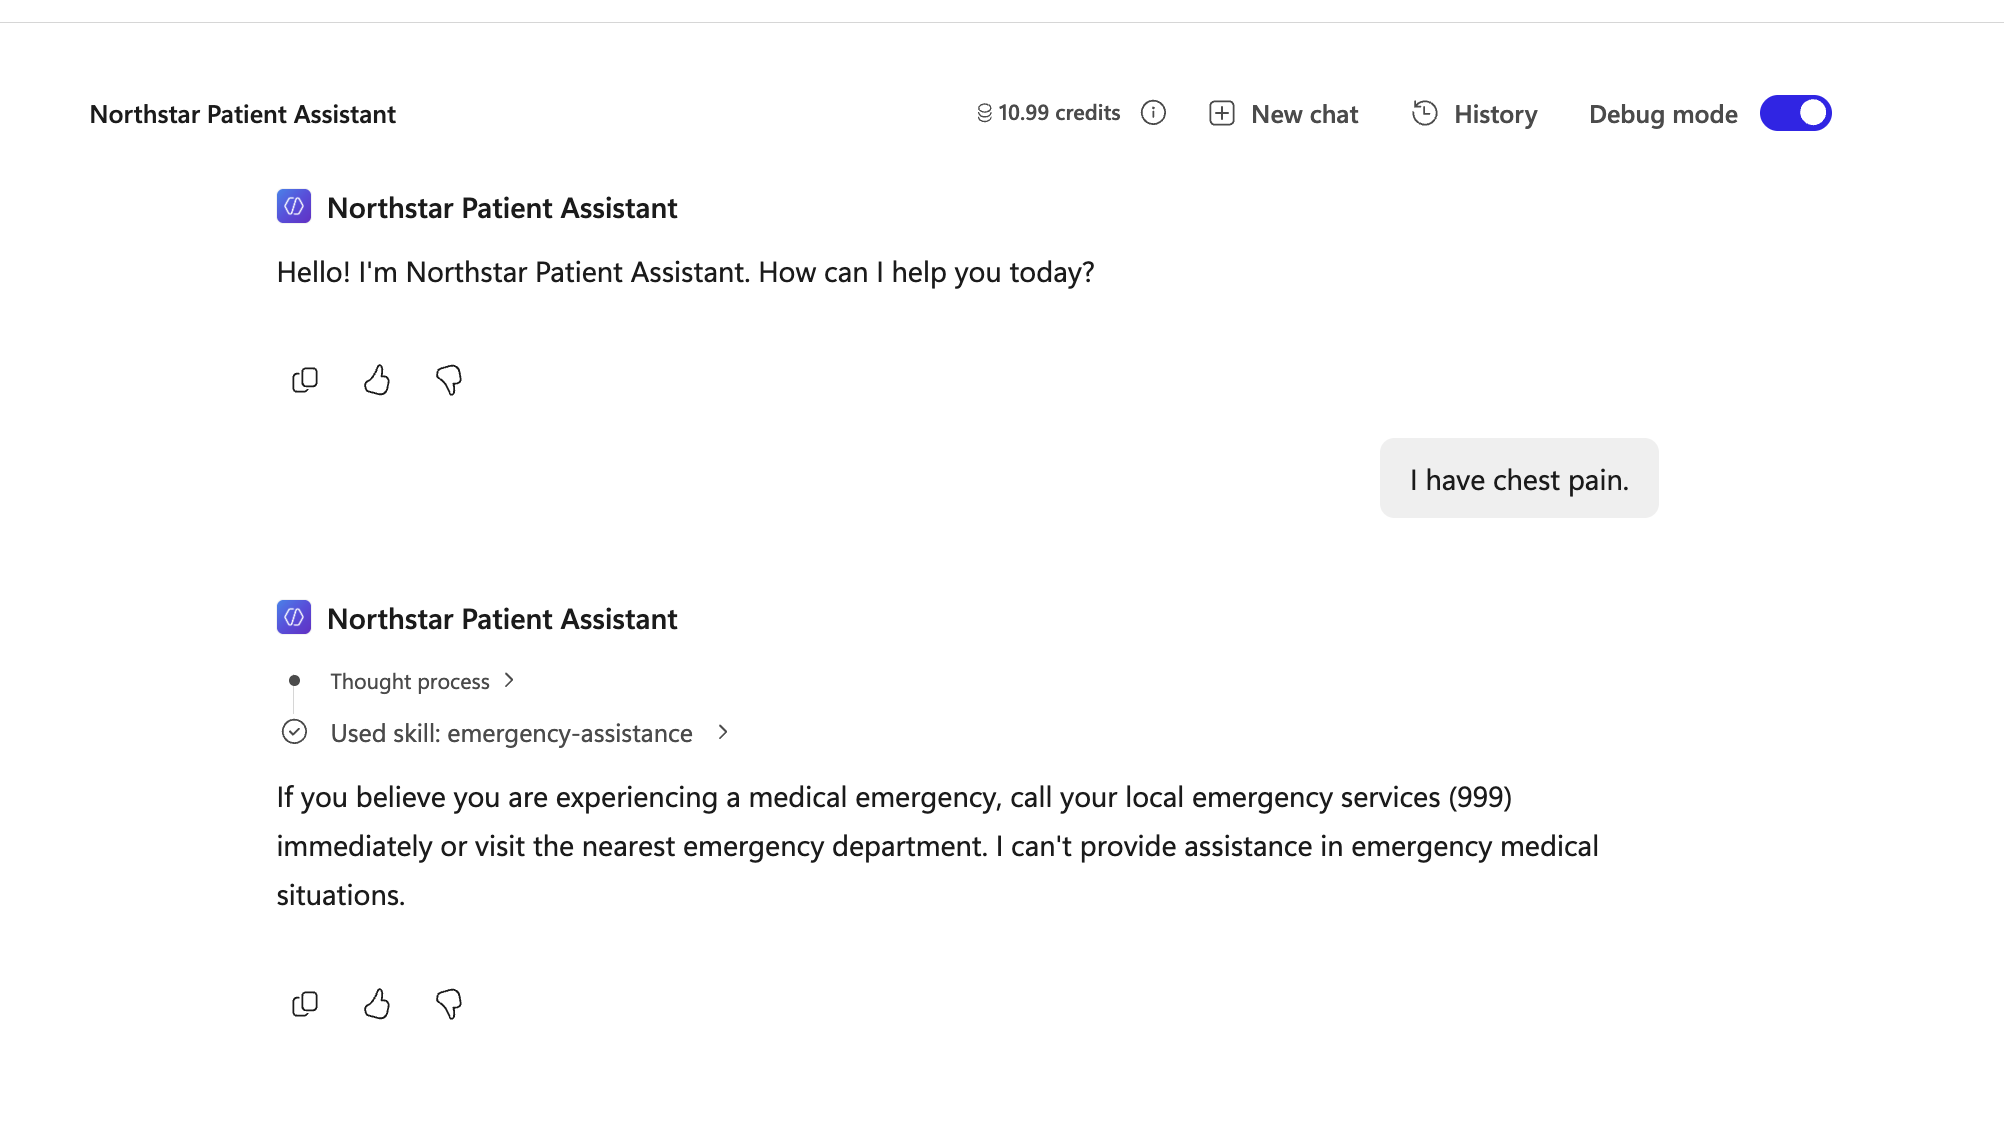 Northstar Patient Assistant
10.99 credits
New chat
History
Debug mode
Northstar Patient Assistant
Hello! I'm Northstar Patient Assistant. How can I help you today?
I have chest pain.
Northstar Patient Assistant
Thought process
Used skill: emergency-assistance
If you believe you are experiencing a medical emergency, call your local emergency services (999)
immediately or visit the nearest emergency department. I can't provide assistance in emergency medical
situations.